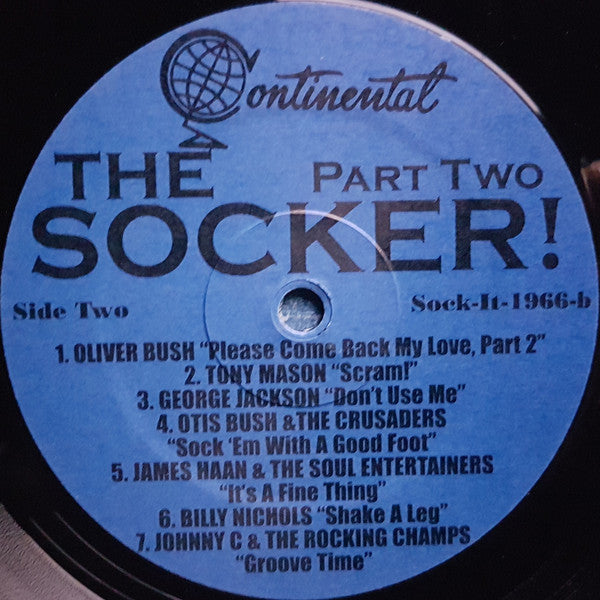 Continental
THE PART TWO
SOCKER!
Side Two Sock-It-1966-b
1. OLIVER BUSH "Please Come Back My Love, Part 2"
2. TONY MASON "Scram!"
3. GEORGE JACKSON "Don't Use Me"
4. OTIS BUSH &THE CRUSADERS
"Sock 'Em With A Good Foot"
5. JAMES HAAN & THE SOUL ENTERTAINERS
"It's A Fine Thing"
6. BILLY NICHOLS "Shake A Leg"
7. JOHNNY C & THE ROCKING CHAMPS
"Groove Time"